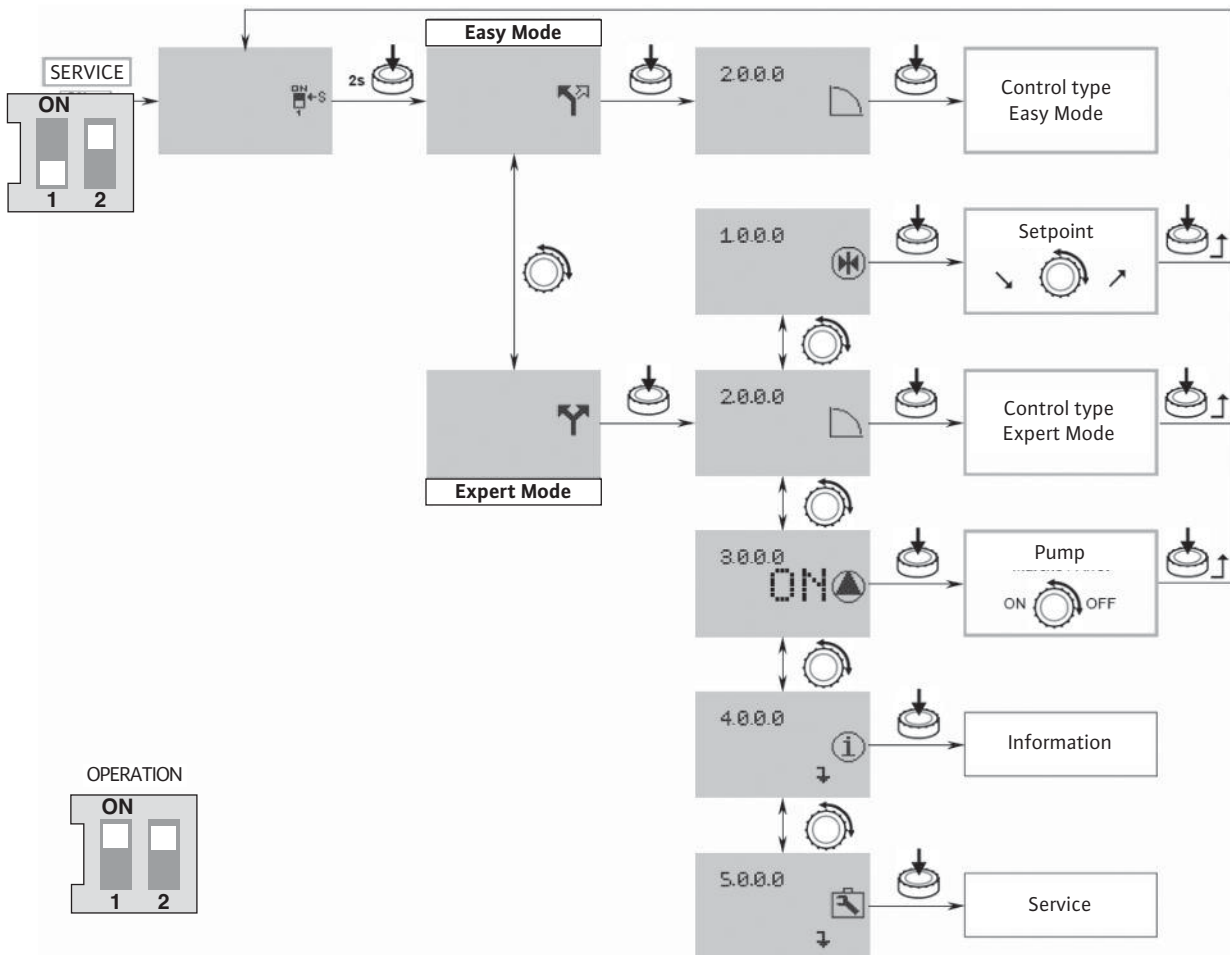 Easy Mode
SERVICE
ON
1 2
ON
S
1
2s
2.0.0.0
Control type
Easy Mode
1.0.0.0
Setpoint
2.0.0.0
Control type
Expert Mode
Expert Mode
3.0.0.0
ON
Pump
ON OFF
4.0.0.0
i
Information
OPERATION
ON
1 2
5.0.0.0
Service